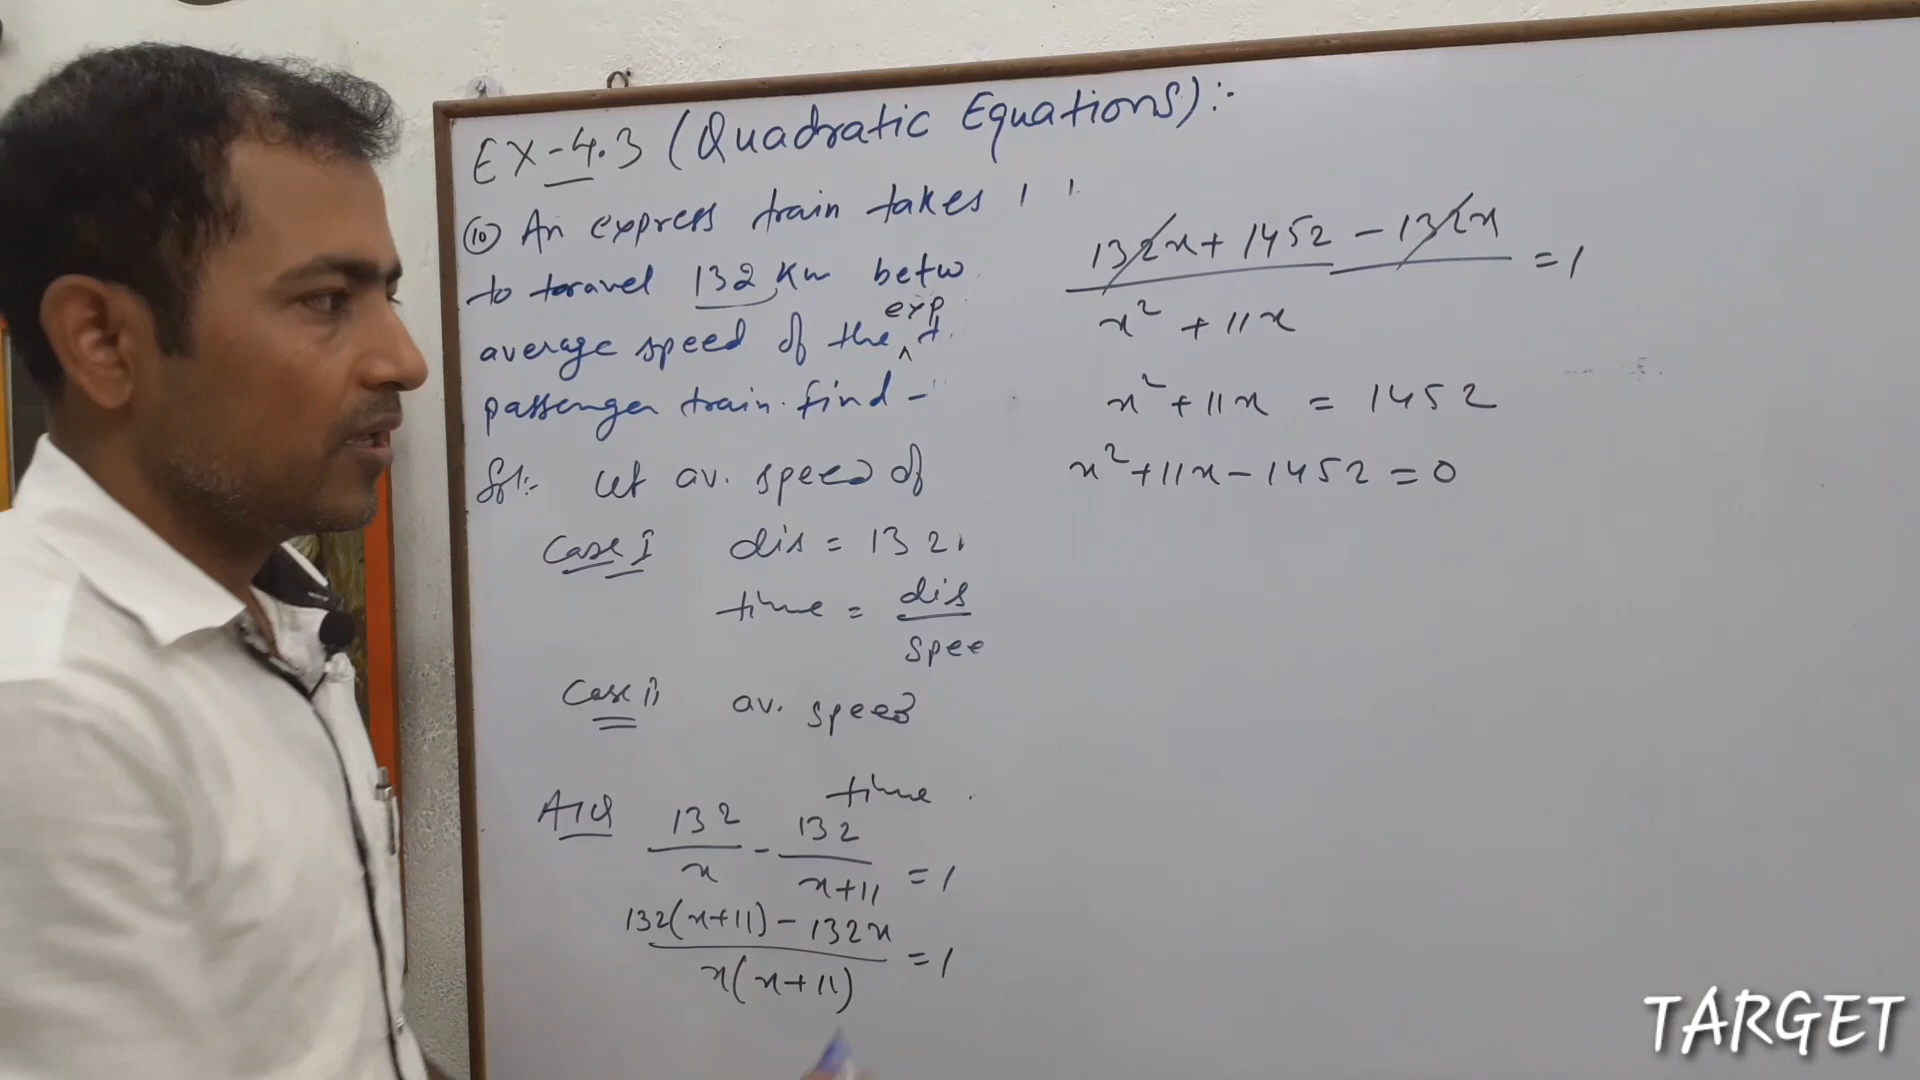 EX-4.3 (Quadratic Equations):-
(10) An express train takes 1
to travel 132 Km betw
exp
average speed of the ^ t
passenger train. find -
Sol:- Let av. speed of
Case I dis = 132
time = dis / spee
Case II av. speed
time
ATQ 132/x - 132/x+11 = 1
132(x+11) - 132x / x(x+11) = 1
132x + 1452 - 132x / x² + 11x = 1
x² + 11x = 1452
x² + 11x - 1452 = 0
TARGET